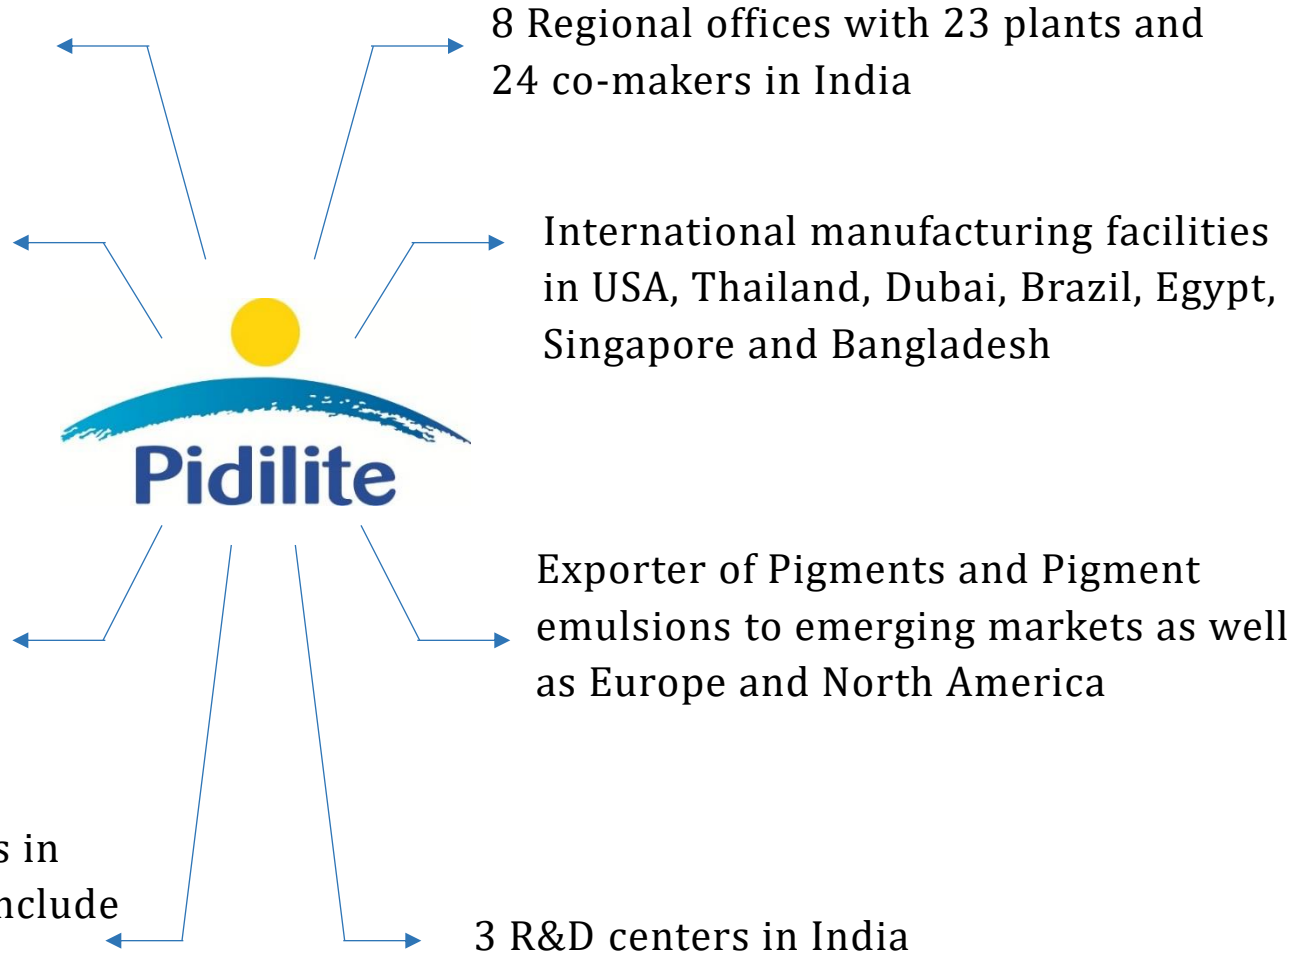 8 Regional offices with 23 plants and
24 co-makers in India
International manufacturing facilities
in USA, Thailand, Dubai, Brazil, Egypt,
Singapore and Bangladesh
Pidilite
Exporter of Pigments and Pigment
emulsions to emerging markets as well
as Europe and North America
in
3 R&D centers in India